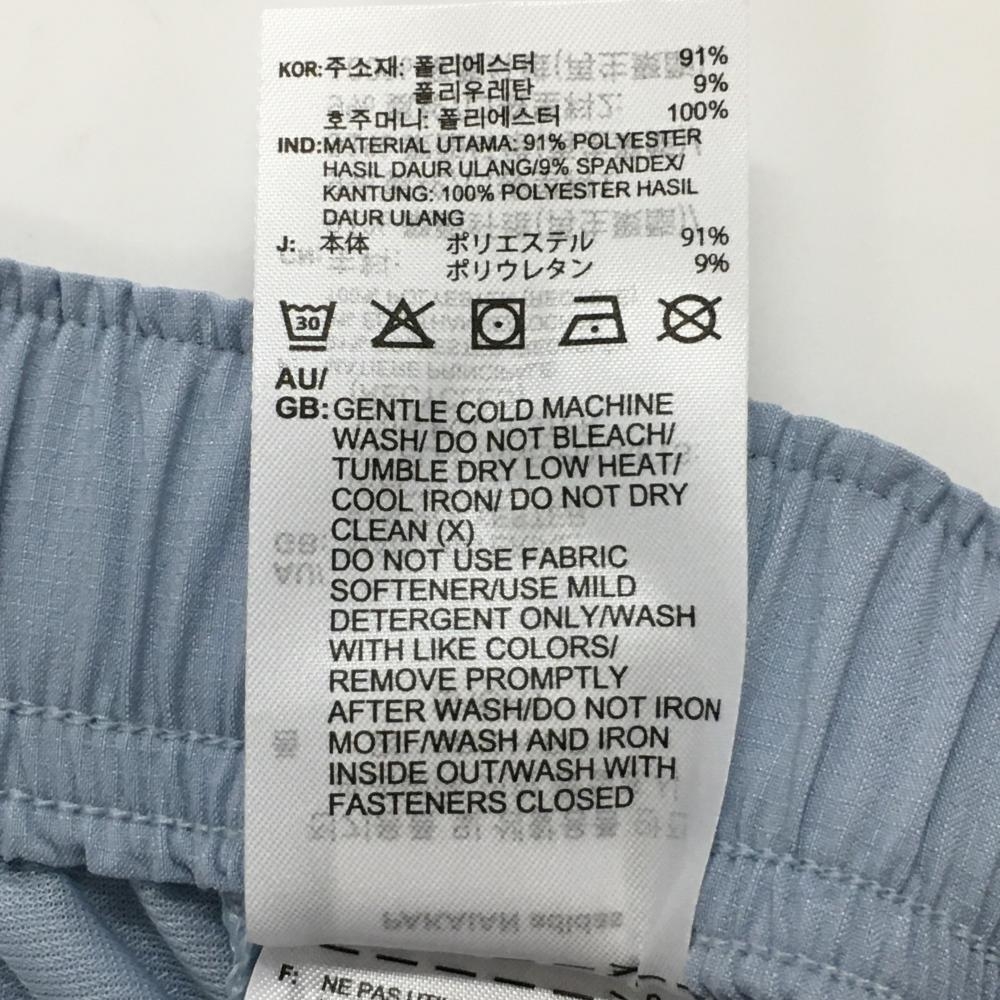 KOR:주소재: 폴리에스터 91%
폴리우레탄 9%
호주머니: 폴리에스터 100%
IND:MATERIAL UTAMA: 91% POLYESTER
HASIL DAUR ULANG/9% SPANDEX/
KANTUNG: 100% POLYESTER HASIL
DAUR ULANG
J: 本体 ポリエステル 91%
ポリウレタン 9%
30
AU/
GB:GENTLE COLD MACHINE
WASH/ DO NOT BLEACH/
TUMBLE DRY LOW HEAT/
COOL IRON/ DO NOT DRY
CLEAN (X)
DO NOT USE FABRIC
SOFTENER/USE MILD
DETERGENT ONLY/WASH
WITH LIKE COLORS/
REMOVE PROMPTLY
AFTER WASH/DO NOT IRON
MOTIF/WASH AND IRON
INSIDE OUT/WASH WITH
FASTENERS CLOSED
PAKAIAN adidas
F: NE PAS UTI